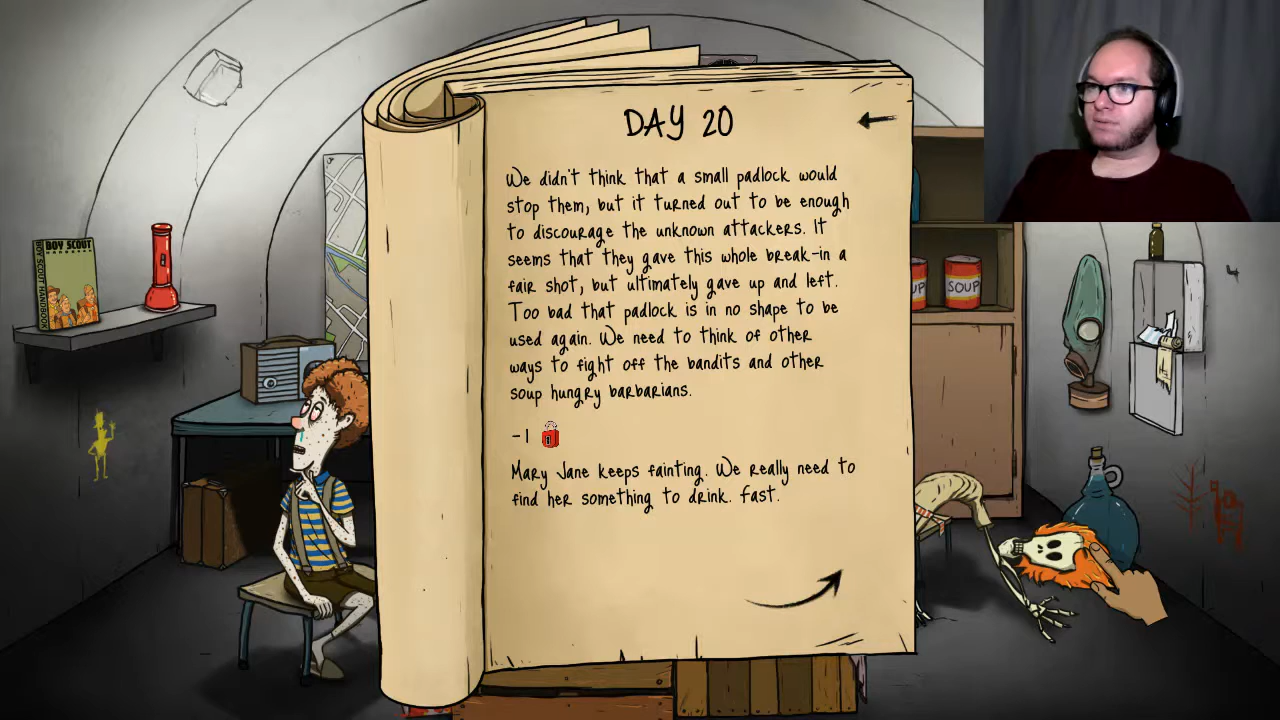 DAY 20
We didn't think that a small padlock would
stop them, but it turned out to be enough
to discourage the unknown attackers. It
seems that they gave this whole break-in a
fair shot, but ultimately gave up and left.
Too bad that padlock is in no shape to be
used again. We need to think of other
ways to fight off the bandits and other
soup hungry barbarians.
-1
Mary Jane keeps fainting. We really need to
find her something to drink. Fast.
BOY SCOUT
BOY SCOUT HANDBOOK
UP
SOUP